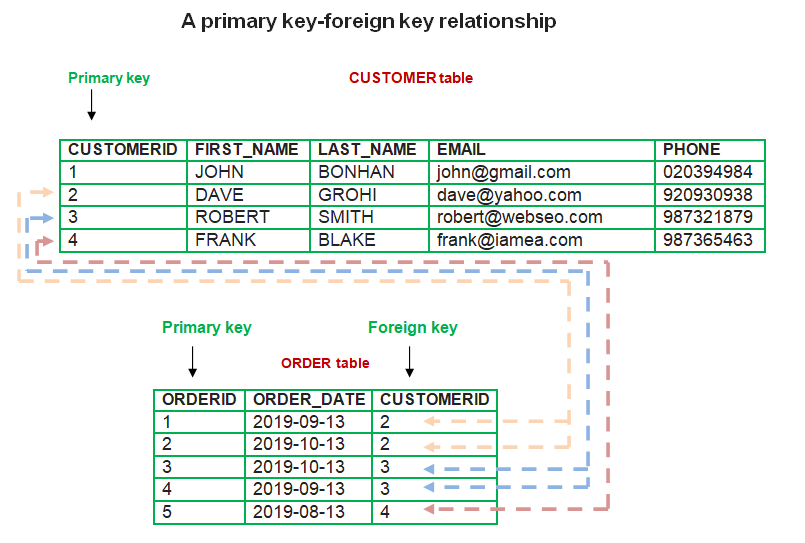 A primary key-foreign key relationship
Primary key CUSTOMER table
CUSTOMERID FIRST_NAME LAST_NAME EMAIL PHONE
1 JOHN BONHAN john@gmail.com 020394984
2 DAVE GROHI dave@yahoo.com 920930938
3 ROBERT SMITH robert@webseo.com 987321879
4 FRANK BLAKE frank@iamea.com 987365463
Primary key Foreign key
ORDER table
ORDERID ORDER_DATE CUSTOMERID
1 2019-09-13 2
2 2019-10-13 2
3 2019-10-13 3
4 2019-09-13 3
5 2019-08-13 4